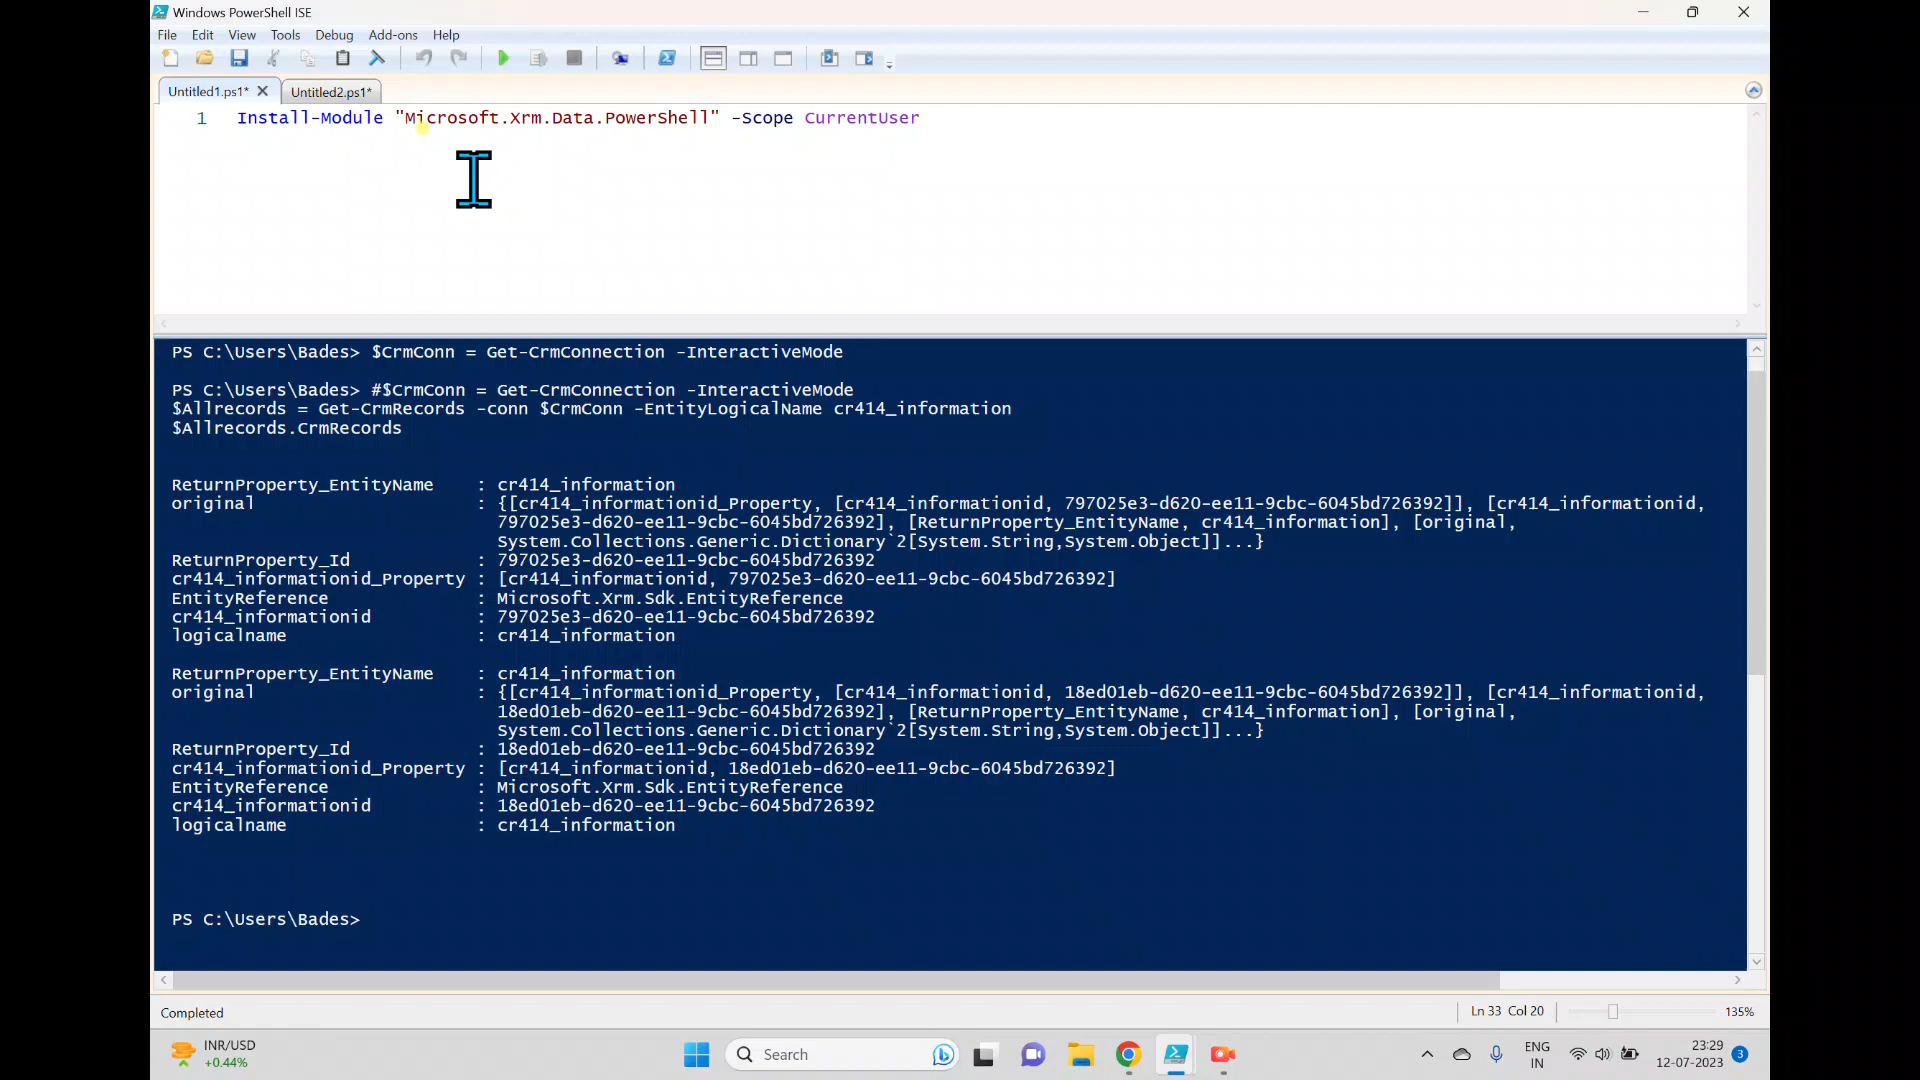 Windows PowerShell ISE
File Edit View Tools Debug Add-ons Help
Untitled1.ps1* Untitled2.ps1*
1 Install-Module "Microsoft.Xrm.Data.PowerShell" -Scope CurrentUser
PS C:\Users\Bades> $CrmConn = Get-CrmConnection -InteractiveMode
PS C:\Users\Bades> #$CrmConn = Get-CrmConnection -InteractiveMode
$Allrecords = Get-CrmRecords -conn $CrmConn -EntityLogicalName cr414_information
$Allrecords.CrmRecords
ReturnProperty_EntityName : cr414_information
original : {[cr414_informationid_Property, [cr414_informationid, 797025e3-d620-ee11-9cbc-6045bd726392]], [cr414_informationid,
797025e3-d620-ee11-9cbc-6045bd726392], [ReturnProperty_EntityName, cr414_information], [original,
System.Collections.Generic.Dictionary`2[System.String,System.Object]]...}
ReturnProperty_Id : 797025e3-d620-ee11-9cbc-6045bd726392
cr414_informationid_Property : [cr414_informationid, 797025e3-d620-ee11-9cbc-6045bd726392]
EntityReference : Microsoft.Xrm.Sdk.EntityReference
cr414_informationid : 797025e3-d620-ee11-9cbc-6045bd726392
logicalname : cr414_information
ReturnProperty_EntityName : cr414_information
original : {[cr414_informationid_Property, [cr414_informationid, 18ed01eb-d620-ee11-9cbc-6045bd726392]], [cr414_informationid,
18ed01eb-d620-ee11-9cbc-6045bd726392], [ReturnProperty_EntityName, cr414_information], [original,
System.Collections.Generic.Dictionary`2[System.String,System.Object]]...}
ReturnProperty_Id : 18ed01eb-d620-ee11-9cbc-6045bd726392
cr414_informationid_Property : [cr414_informationid, 18ed01eb-d620-ee11-9cbc-6045bd726392]
EntityReference : Microsoft.Xrm.Sdk.EntityReference
cr414_informationid : 18ed01eb-d620-ee11-9cbc-6045bd726392
logicalname : cr414_information
PS C:\Users\Bades>
Completed Ln 33 Col 20 135%
INR/USD
+0.44%
Search
ENG
IN
23:29
12-07-2023
3